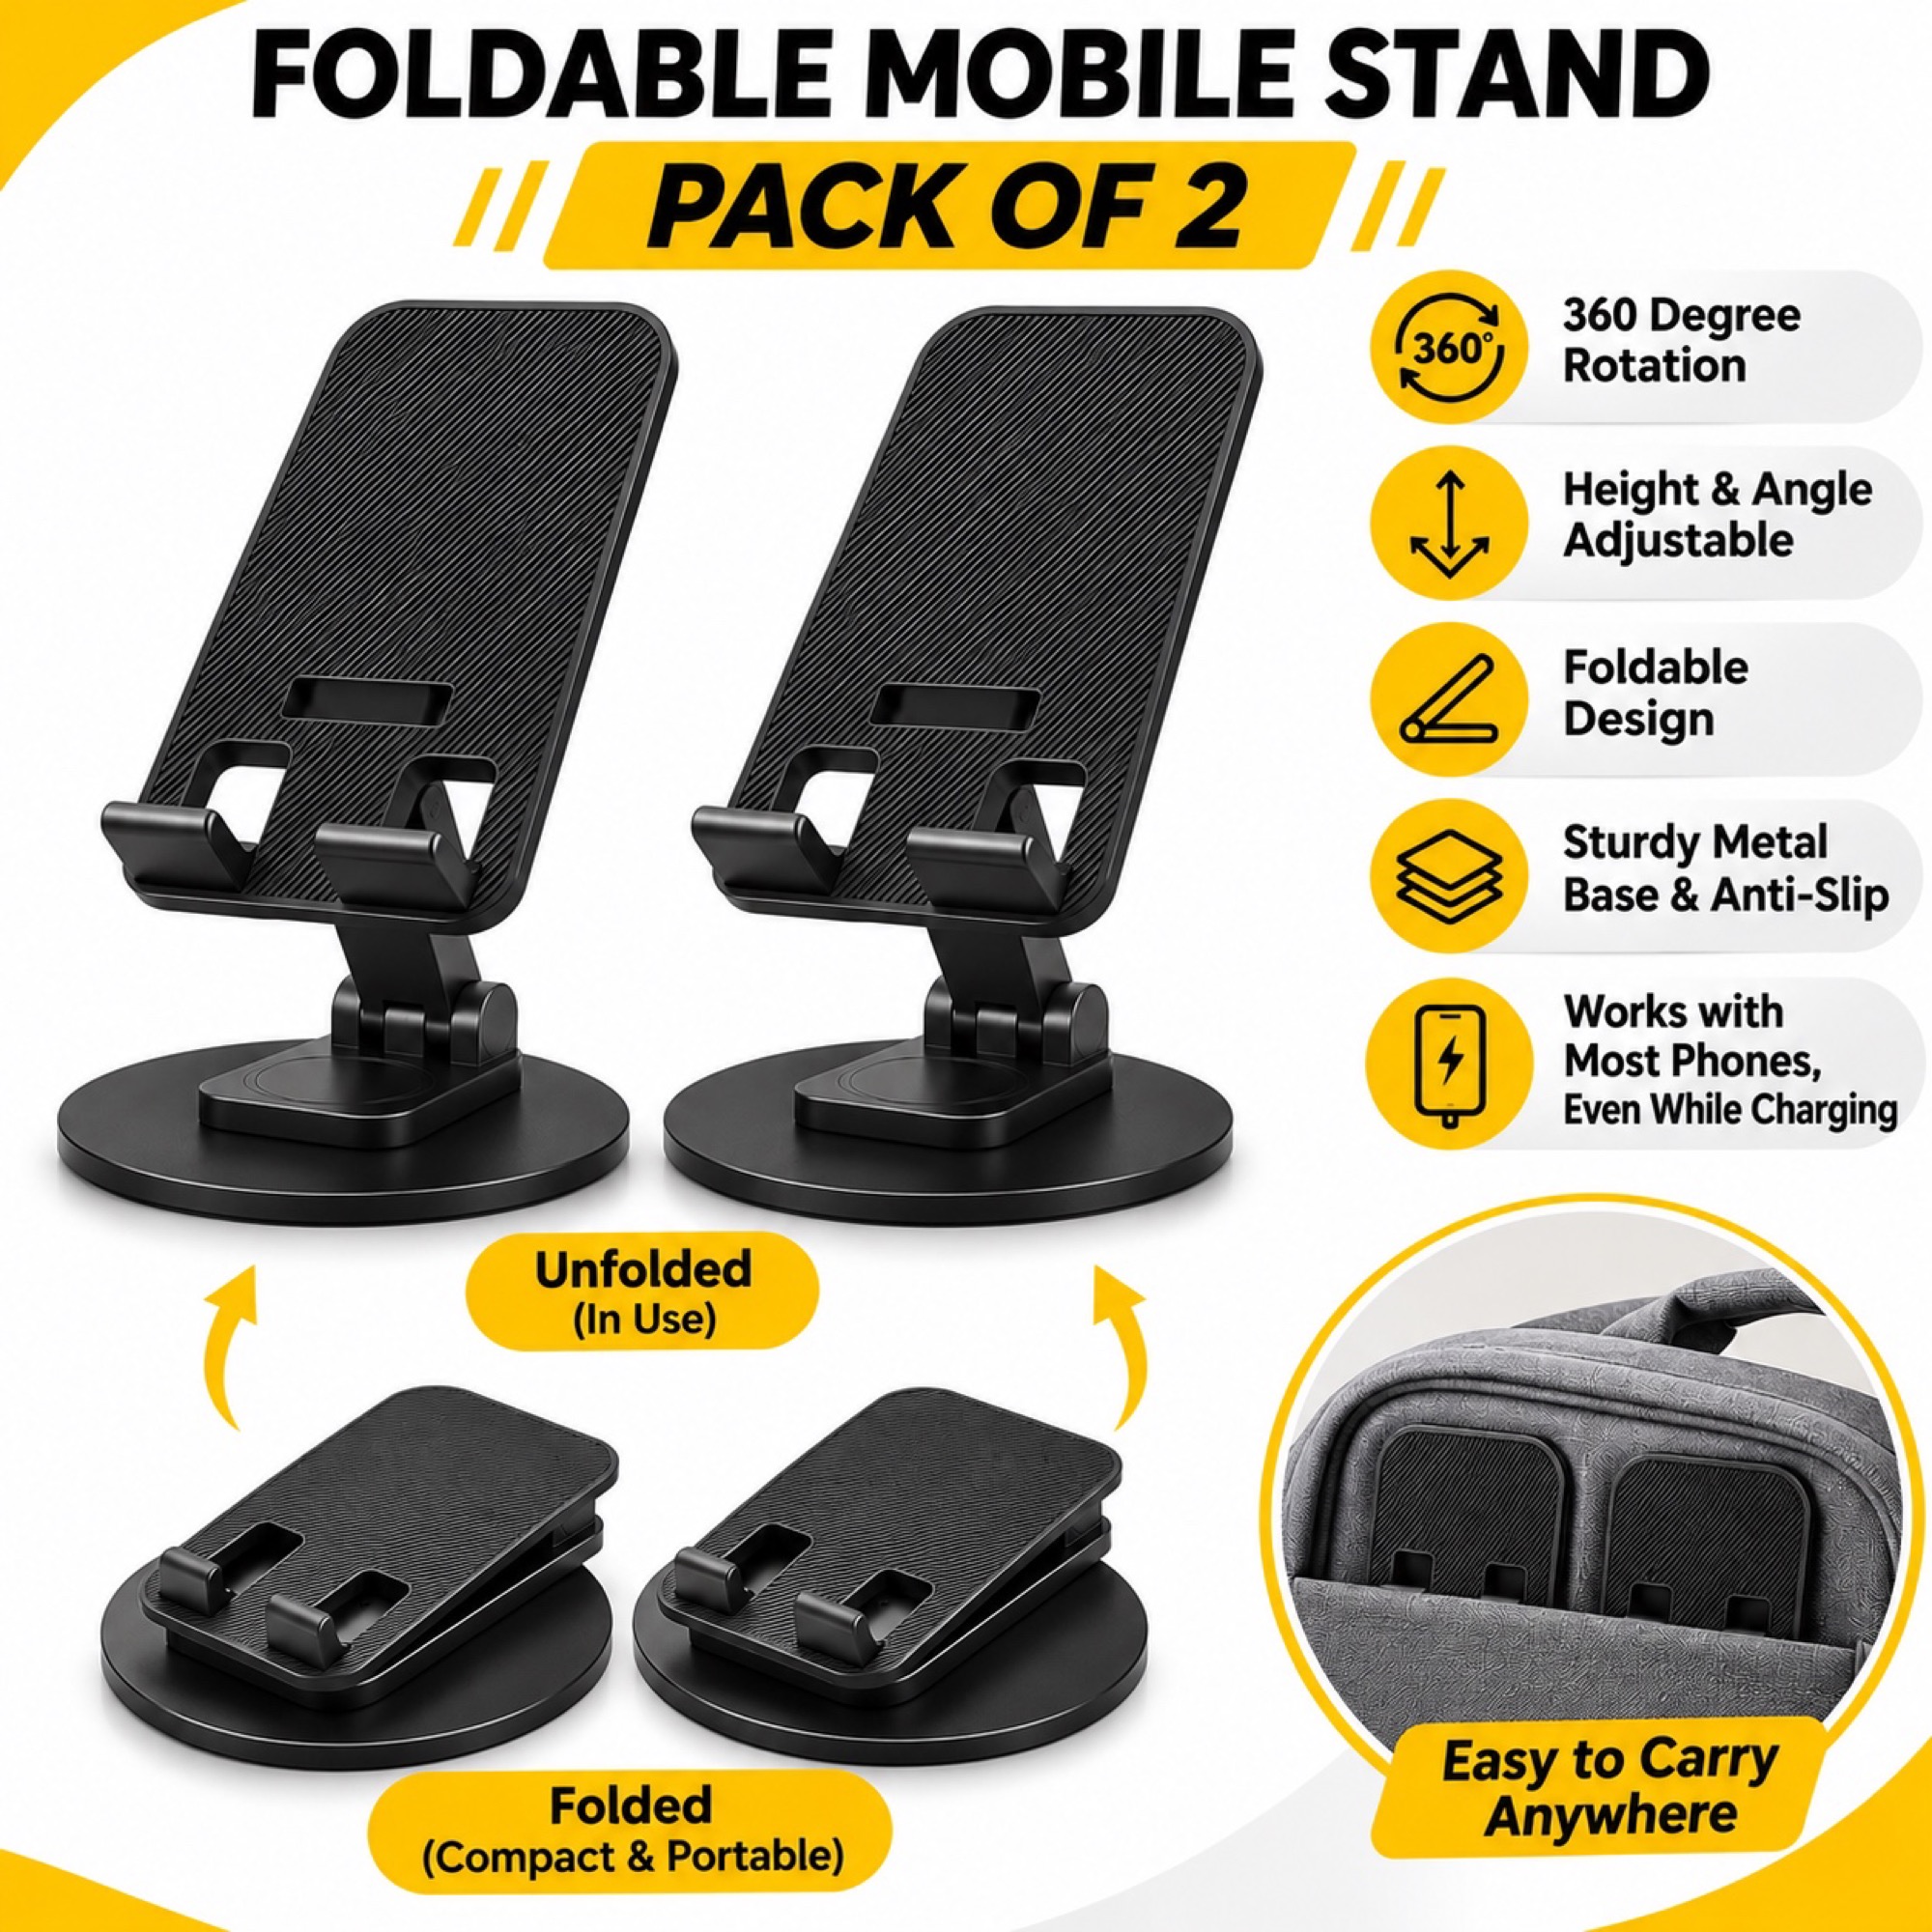 FOLDABLE MOBILE STAND
PACK OF 2
360°
360 Degree
Rotation
Height & Angle
Adjustable
Foldable
Design
Sturdy Metal
Base & Anti-Slip
Works with
Most Phones,
Even While Charging
Unfolded
(In Use)
Folded
(Compact & Portable)
Easy to Carry
Anywhere